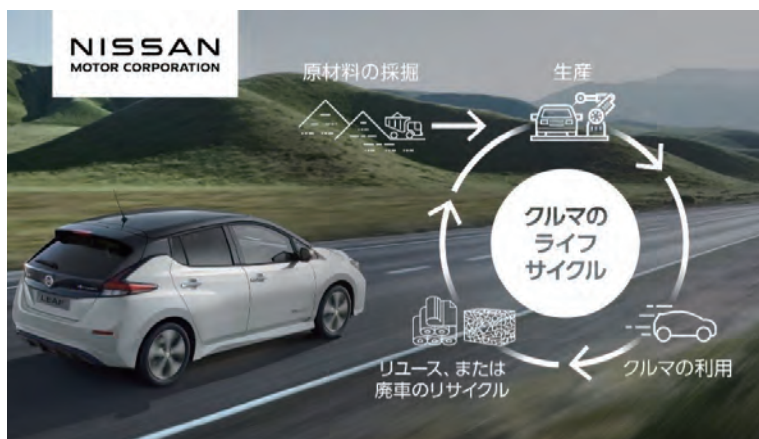 NISSAN
MOTOR CORPORATION
原材料の採掘
生産
クルマの
ライフ
サイクル
LEAF
リユース、または
廃車のリサイクル
クルマの利用